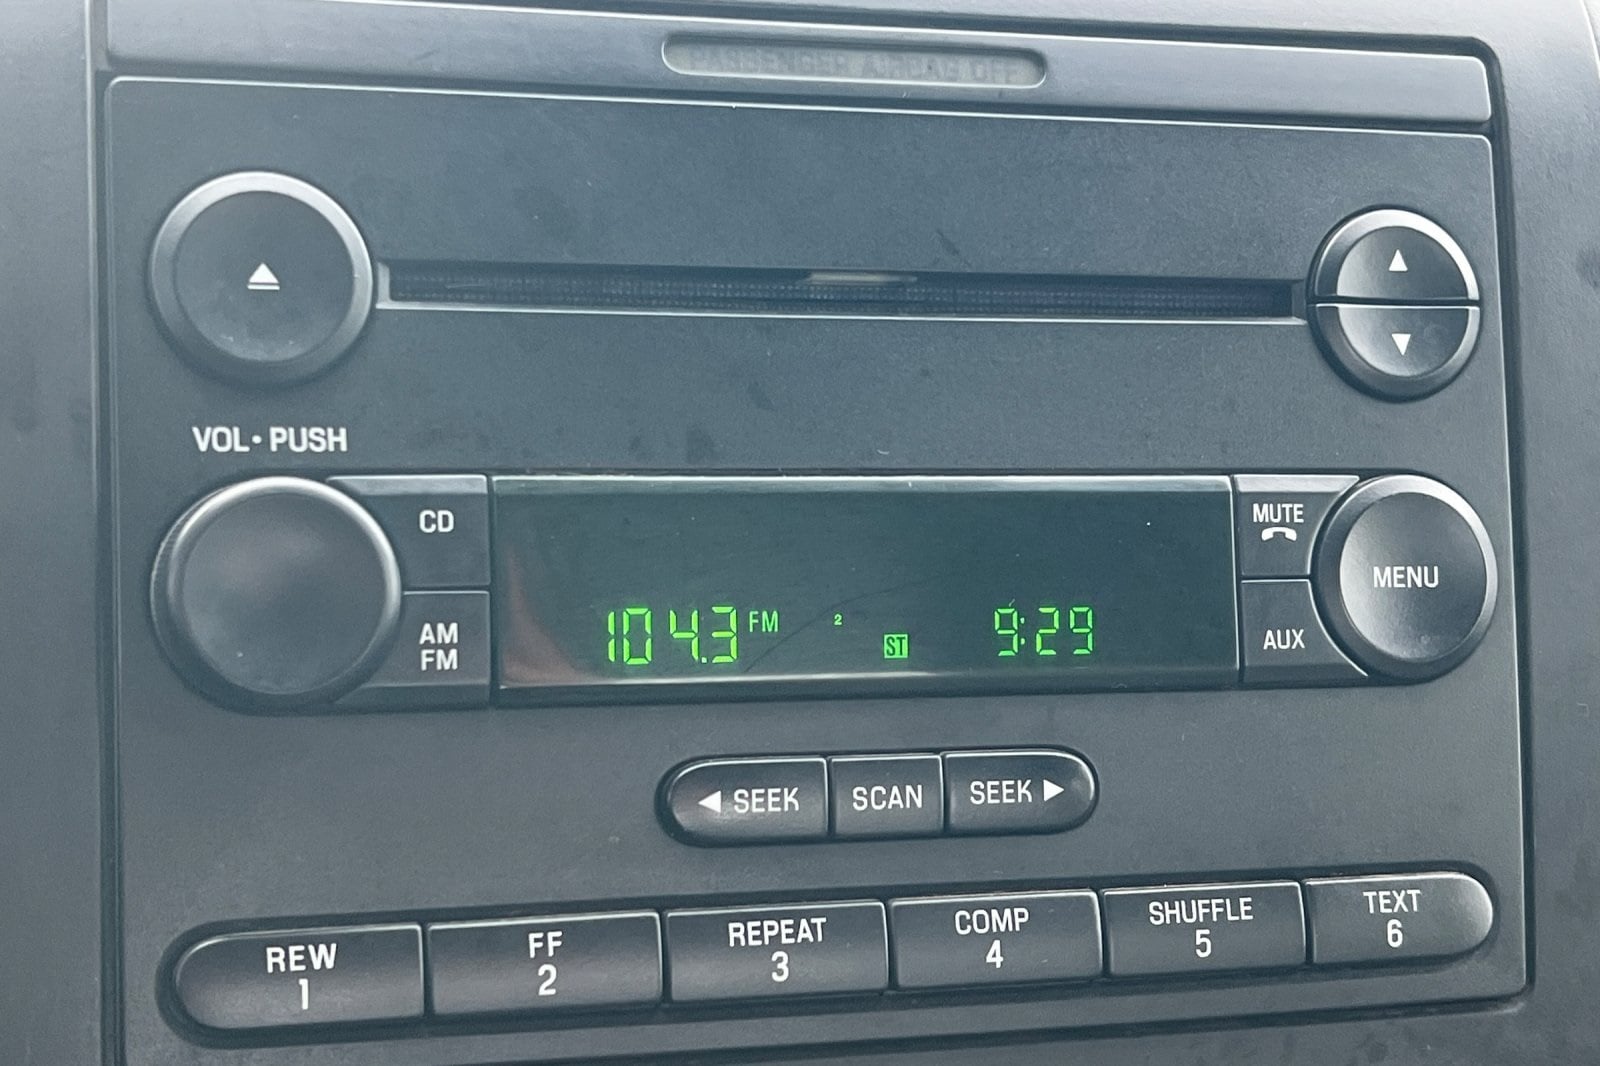 PASSENGER AIRBAG OFF
VOL• PUSH
CD
AM
FM
104.3 FM 2 ST 9:29
MUTE
MENU
AUX
SEEK
SCAN
SEEK
REW
1
FF
2
REPEAT
3
COMP
4
SHUFFLE
5
TEXT
6